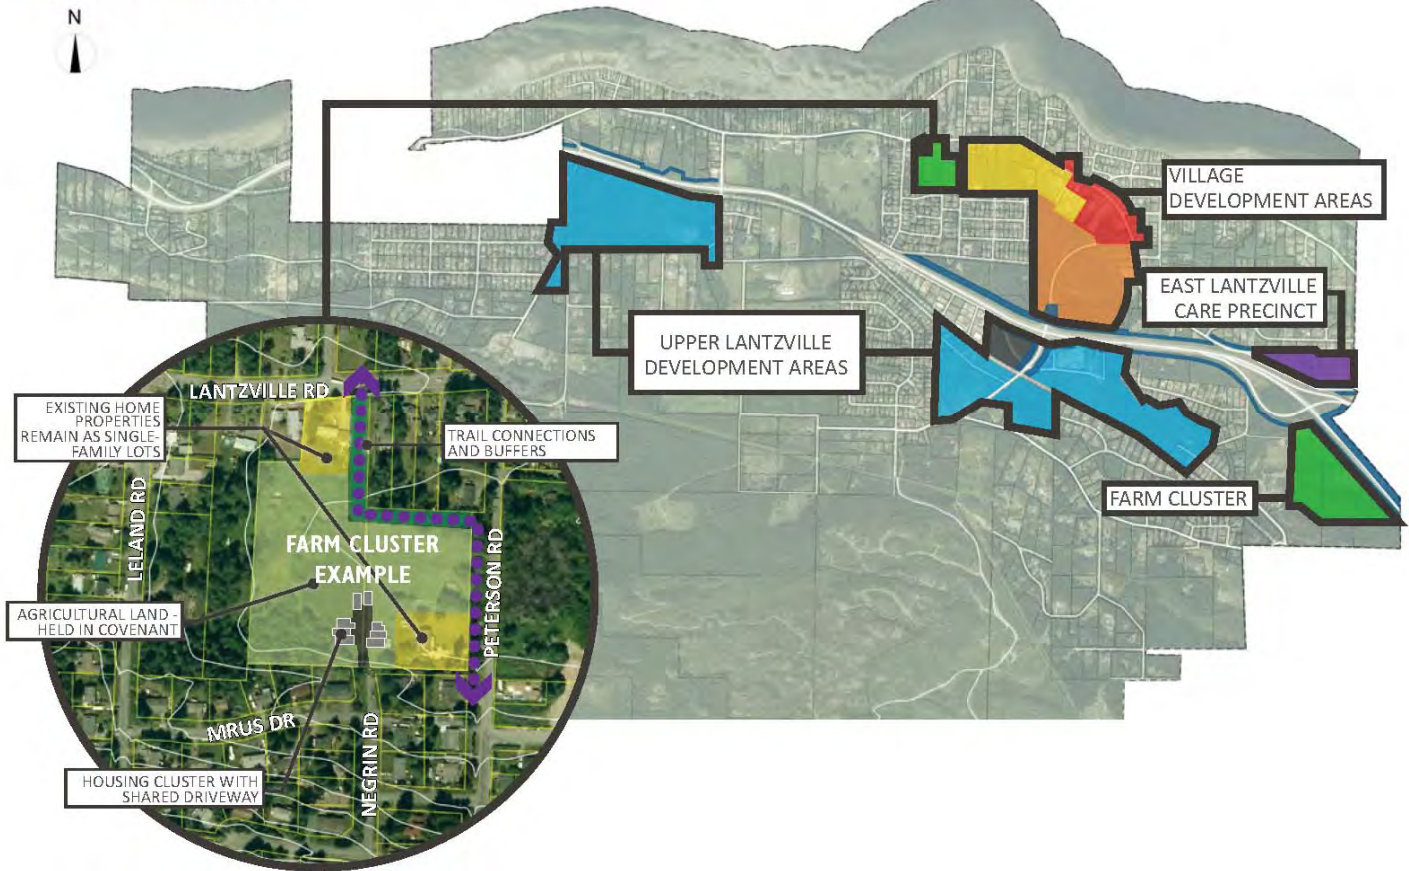 N
VILLAGE
DEVELOPMENT AREAS
EAST LANTZVILLE
CARE PRECINCT
UPPER LANTZVILLE
DEVELOPMENT AREAS
FARM CLUSTER
LANTZVILLE RD
EXISTING HOME
PROPERTIES
REMAIN AS SINGLE-
FAMILY LOTS
TRAIL CONNECTIONS
AND BUFFERS
LELAND RD
FARM CLUSTER
EXAMPLE
PETERSON RD
AGRICULTURAL LAND -
HELD IN COVENANT
MRUS DR
NEGRIN RD
HOUSING CLUSTER WITH
SHARED DRIVEWAY